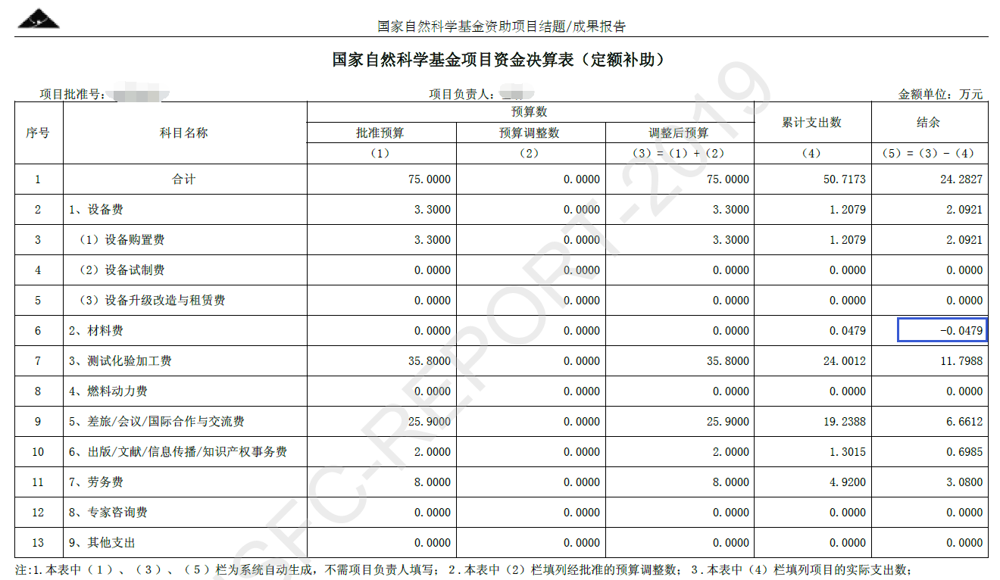 国家自然科学基金资助项目结题/成果报告
国家自然科学基金项目资金决算表（定额补助）
项目批准号： 项目负责人： 金额单位：万元
序号 科目名称 预算数 累计支出数 结余
批准预算 预算调整数 调整后预算
（1） （2） （3）=（1）+（2） （4） （5）=（3）-（4）
1 合计 75.0000 0.0000 75.0000 50.7173 24.2827
2 1、设备费 3.3000 0.0000 3.3000 1.2079 2.0921
3 （1）设备购置费 3.3000 0.0000 3.3000 1.2079 2.0921
4 （2）设备试制费 0.0000 0.0000 0.0000 0.0000 0.0000
5 （3）设备升级改造与租赁费 0.0000 0.0000 0.0000 0.0000 0.0000
6 2、材料费 0.0000 0.0000 0.0000 0.0479 -0.0479
7 3、测试化验加工费 35.8000 0.0000 35.8000 24.0012 11.7988
8 4、燃料动力费 0.0000 0.0000 0.0000 0.0000 0.0000
9 5、差旅/会议/国际合作与交流费 25.9000 0.0000 25.9000 19.2388 6.6612
10 6、出版/文献/信息传播/知识产权事务费 2.0000 0.0000 2.0000 1.3015 0.6985
11 7、劳务费 8.0000 0.0000 8.0000 4.9200 3.0800
12 8、专家咨询费 0.0000 0.0000 0.0000 0.0000 0.0000
13 9、其他支出 0.0000 0.0000 0.0000 0.0000 0.0000
注:1.本表中（1）、（3）、（5）栏为系统自动生成，不需项目负责人填写；2.本表中（2）栏填列经批准的预算调整数；3.本表中（4）栏填列项目的实际支出数；
SFC-REPORT-2019